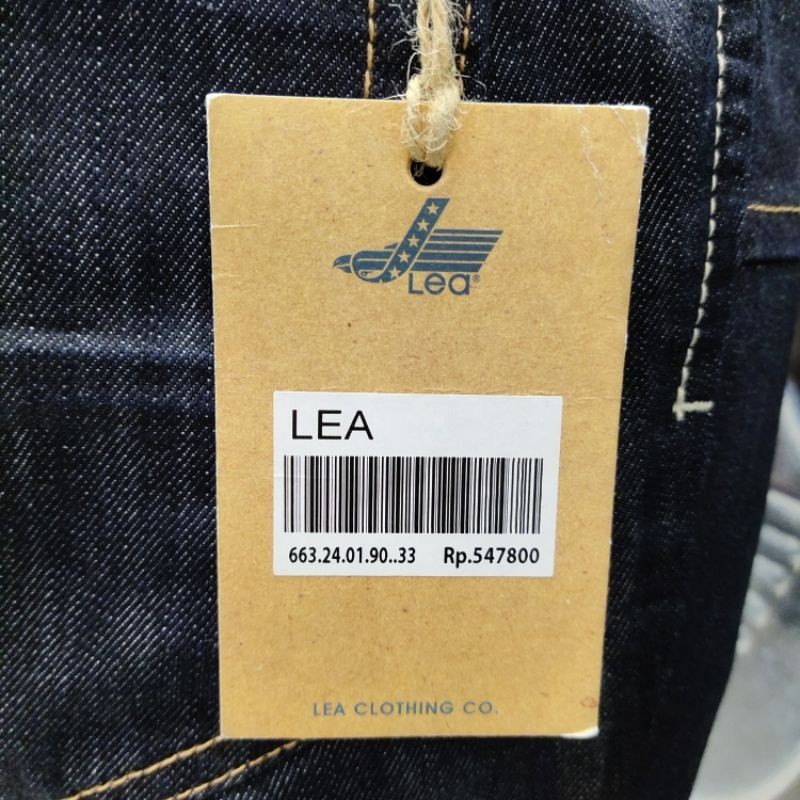 Lea®
LEA
663.24.01.90..33 Rp.547800
LEA CLOTHING CO.